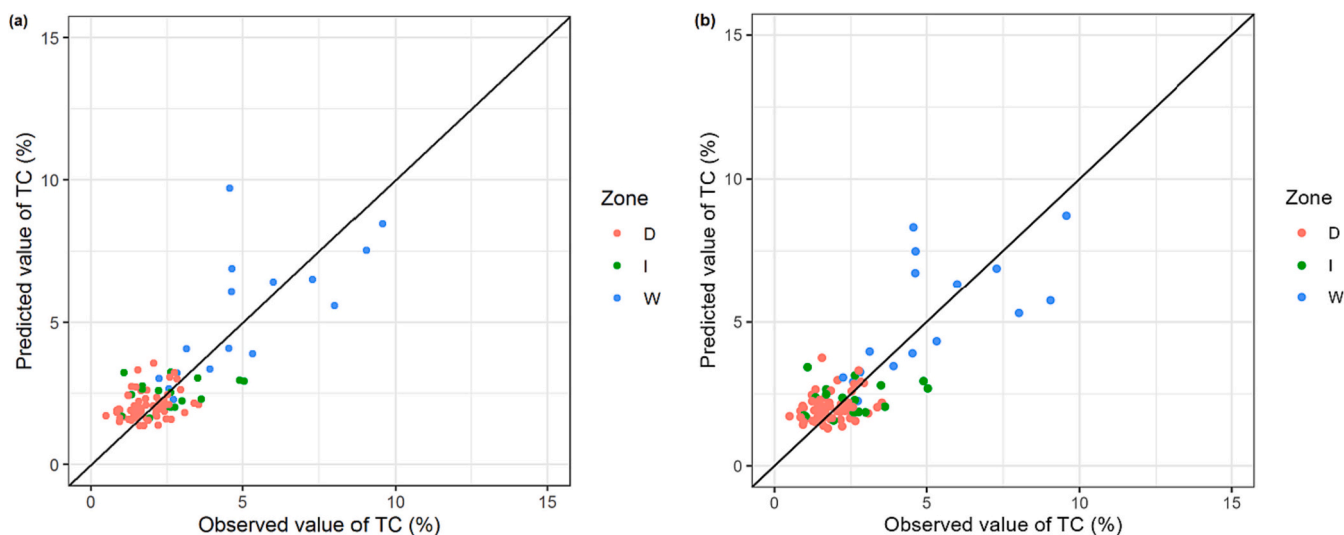 (a)
15
10
5
0
0 5 10 15
Predicted value of TC (%)
Observed value of TC (%)
Zone
D
I
W
(b)
15
10
5
0
0 5 10 15
Predicted value of TC (%)
Observed value of TC (%)
Zone
D
I
W